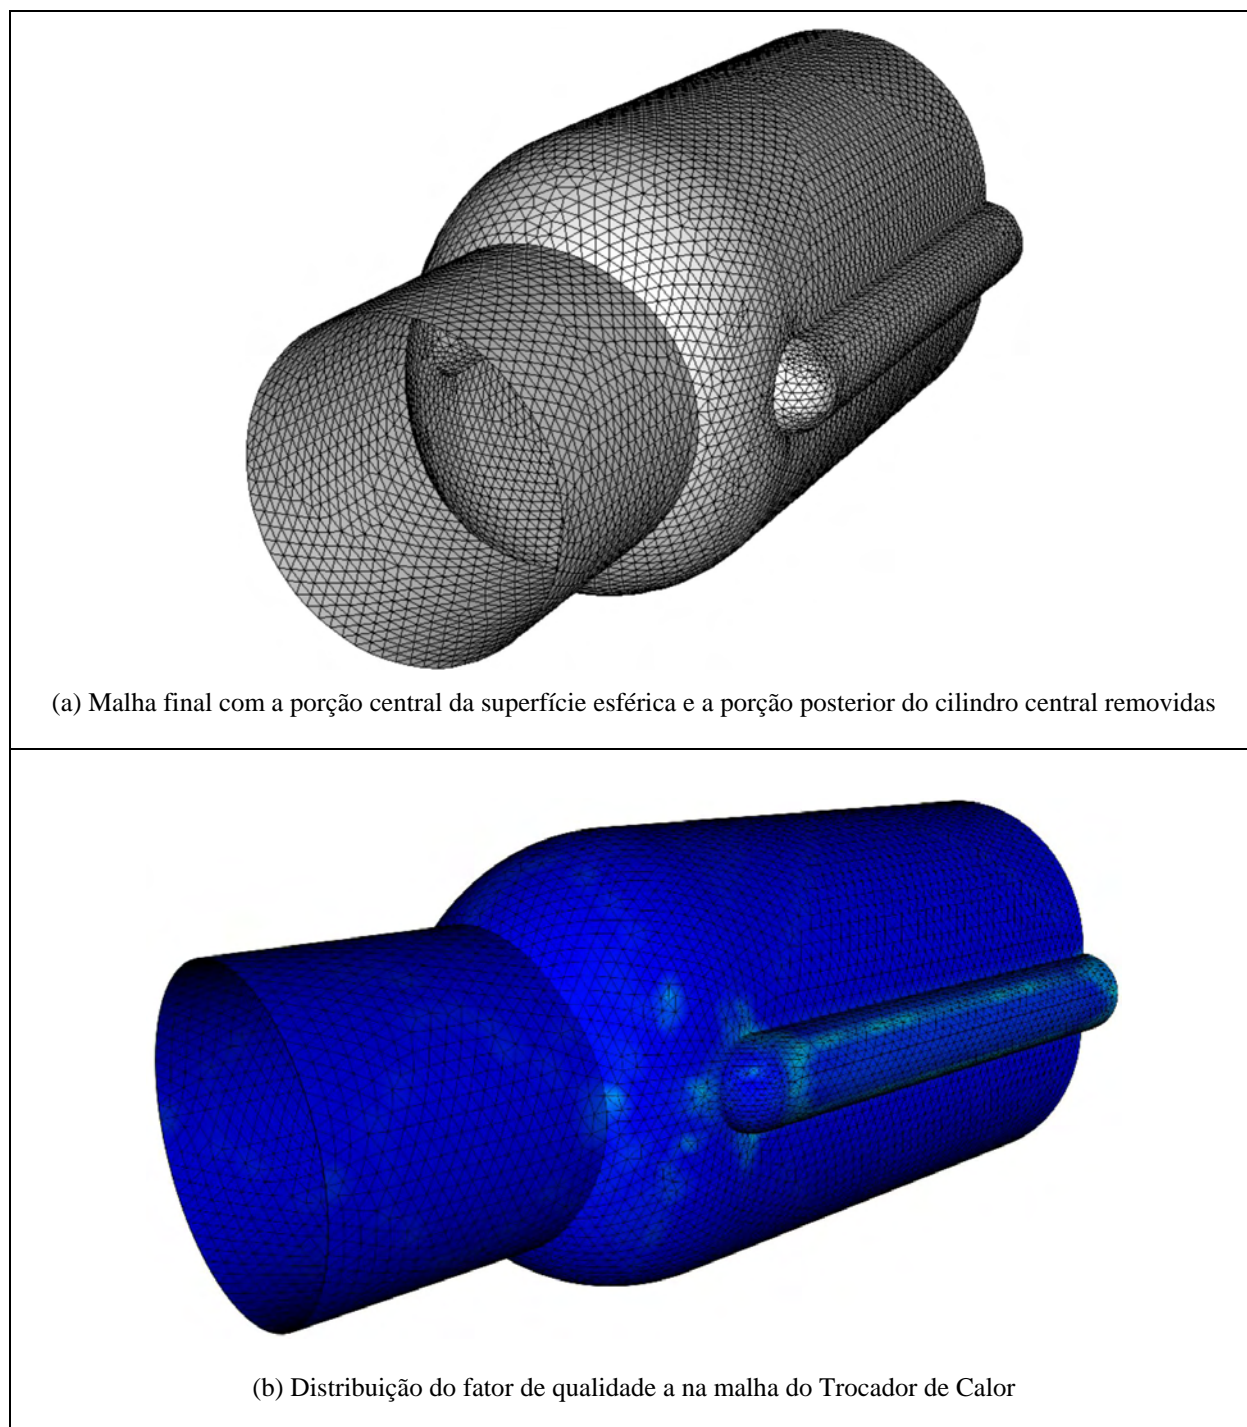 (a) Malha final com a porção central da superfície esférica e a porção posterior do cilindro central removidas
(b) Distribuição do fator de qualidade a na malha do Trocador de Calor